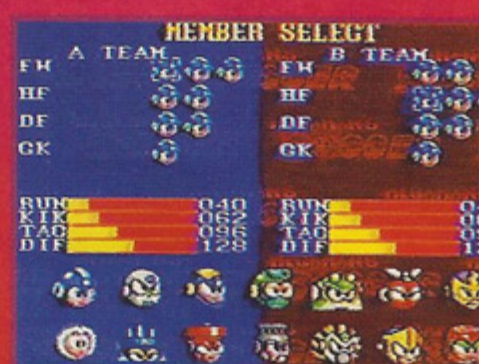 MEMBER SELECT
A TEAM B TEAM
FW FW
HF HF
DF DF
GK GK
RUN 040 RUN
KIK 062 KIK
TAC 096 TAC
DIF 128 DIF